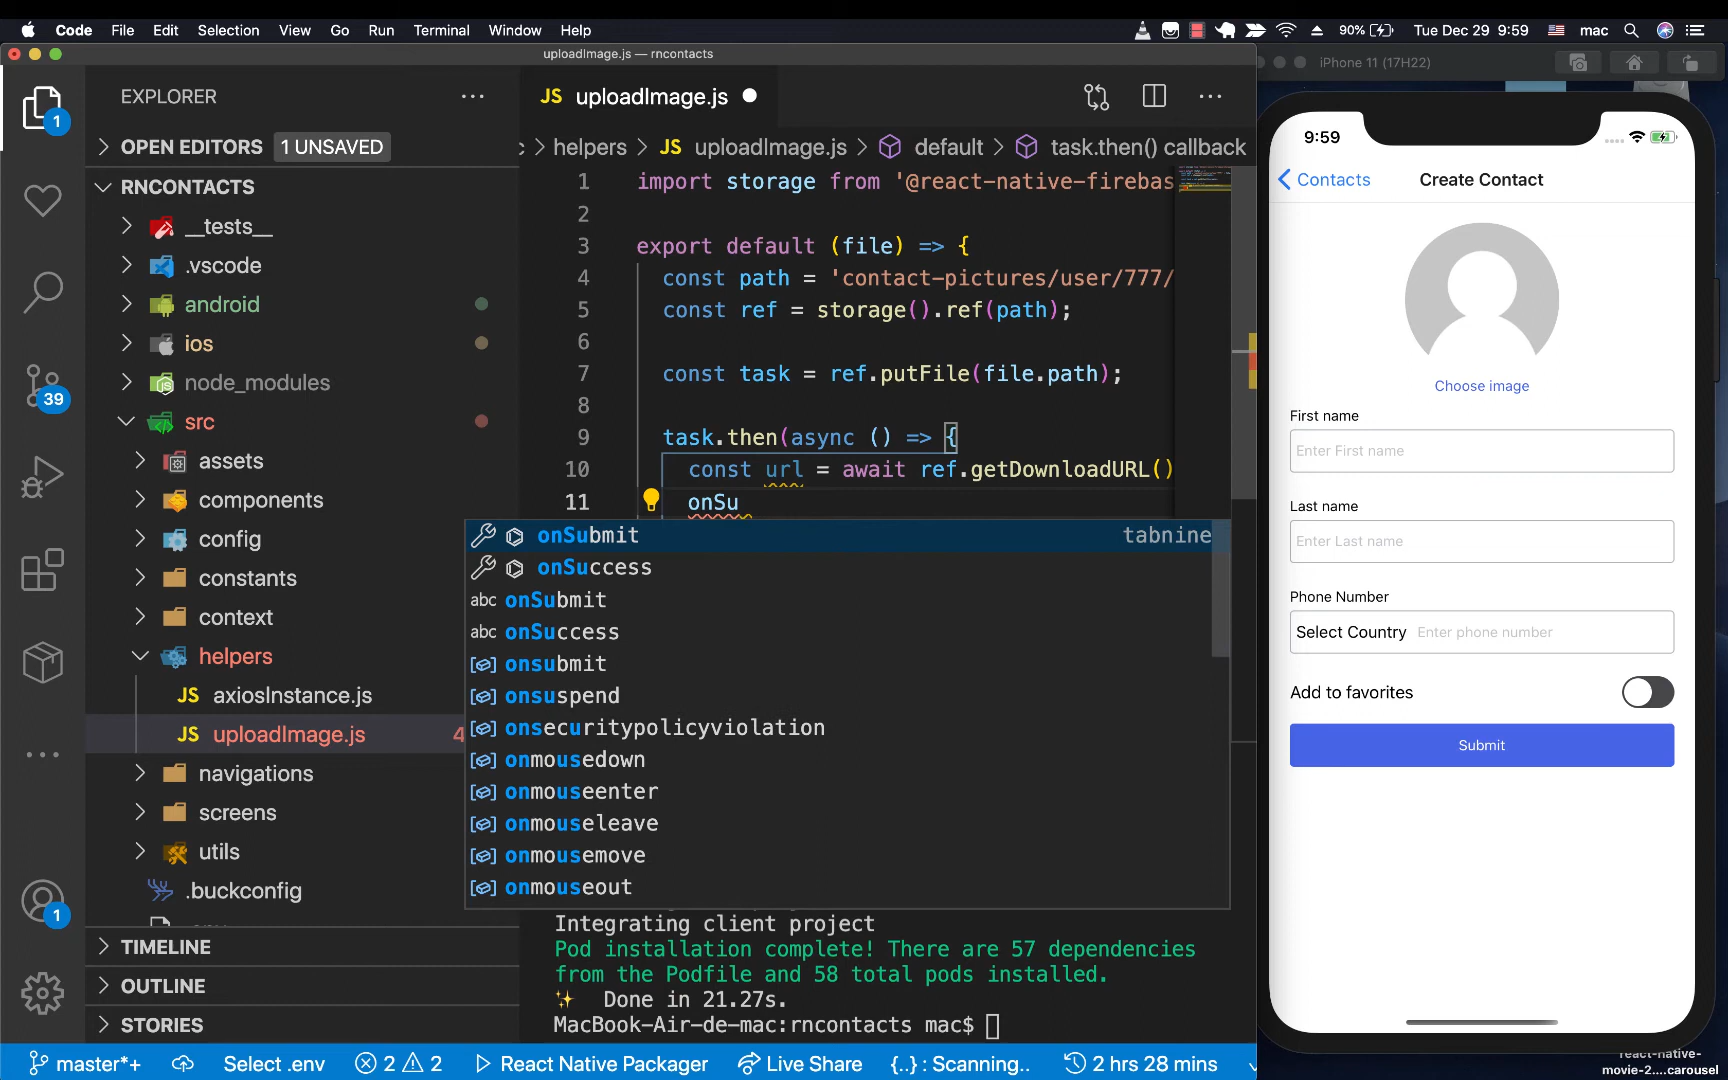 Code File Edit Selection View Go Run Terminal Window Help 90% Tue Dec 29 9:59 mac
uploadImage.js — rncontacts
iPhone 11 (17H22)
EXPLORER
OPEN EDITORS 1 UNSAVED
RNCONTACTS
__tests__
.vscode
android
ios
node_modules
src
assets
components
config
constants
context
helpers
JS axiosInstance.js
JS uploadImage.js 4
navigations
screens
utils
.buckconfig
TIMELINE
OUTLINE
STORIES
1
39
1
JS uploadImage.js
> helpers > JS uploadImage.js > default > task.then() callback
1 import storage from '@react-native-firebas
2
3 export default (file) => {
4 const path = 'contact-pictures/user/777/
5 const ref = storage().ref(path);
6
7 const task = ref.putFile(file.path);
8
9 task.then(async () => {
10 const url = await ref.getDownloadURL()
11 onSu
onSubmit tabnine
onSuccess
abc onSubmit
abc onSuccess
onsubmit
onsuspend
onsecuritypolicyviolation
onmousedown
onmouseenter
onmouseleave
onmousemove
onmouseout
Integrating client project
Pod installation complete! There are 57 dependencies
from the Podfile and 58 total pods installed.
✨ Done in 21.27s.
MacBook-Air-de-mac:rncontacts mac$
master*+ Select .env 2 2 React Native Packager Live Share {..} : Scanning.. 2 hrs 28 mins
9:59
Contacts Create Contact
Choose image
First name
Enter First name
Last name
Enter Last name
Phone Number
Select Country Enter phone number
Add to favorites
Submit
react-native-
movie-2....carousel